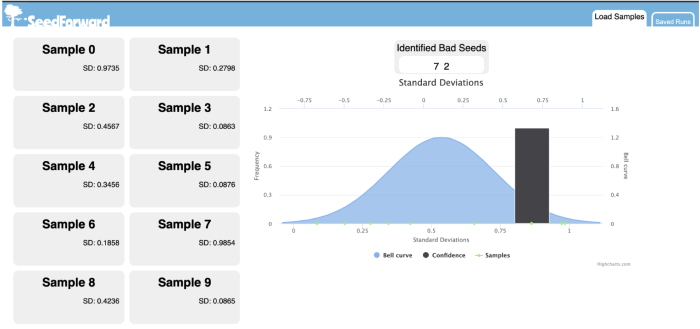 SeedForward
Load Samples
Saved Runs
Sample 0
SD: 0.9735
Sample 1
SD: 0.2798
Sample 2
SD: 0.4567
Sample 3
SD: 0.0863
Sample 4
SD: 0.3456
Sample 5
SD: 0.0876
Sample 6
SD: 0.1858
Sample 7
SD: 0.9854
Sample 8
SD: 0.4236
Sample 9
SD: 0.0865
Identified Bad Seeds
7 2
Standard Deviations
-0.75 -0.5 -0.25 0 0.25 0.5 0.75 1
1.2
0.9
0.6
0.3
0
Frequency
1.6
1.2
0.8
0.4
0
Bell curve
0 0.25 0.5 0.75 1
Standard Deviations
Bell curve Confidence Samples
Highcharts.com